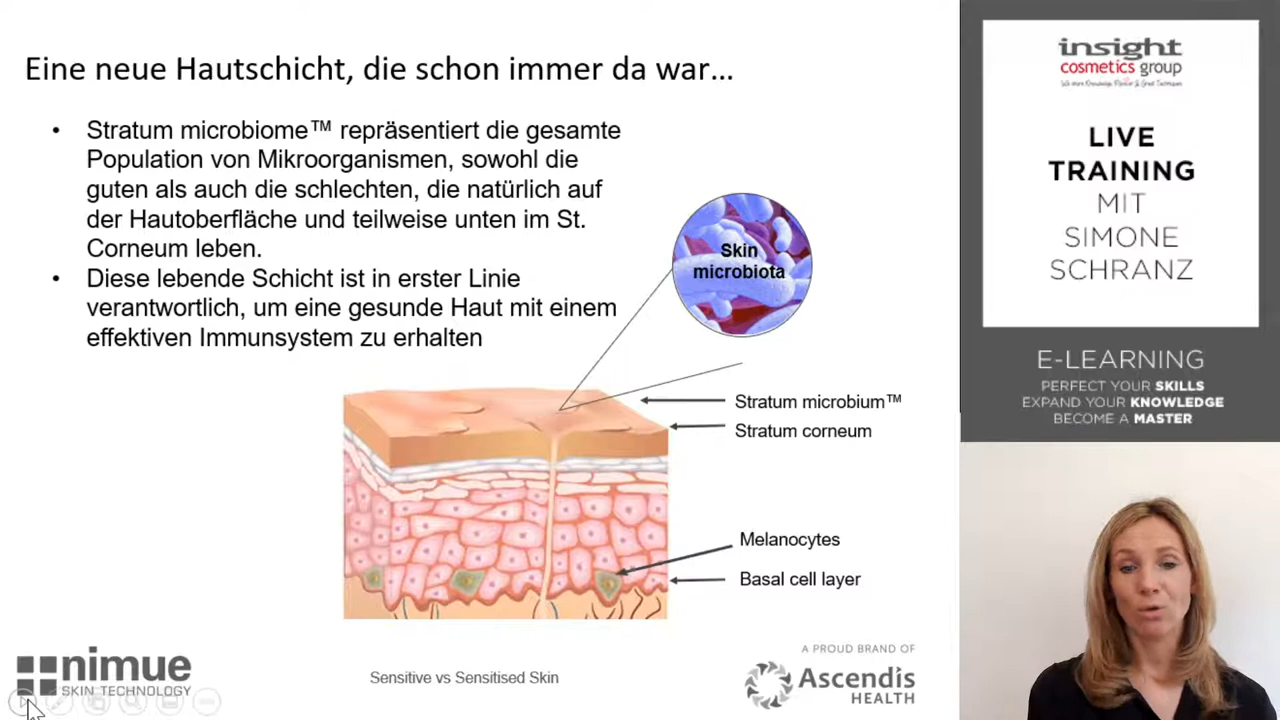 Eine neue Hautschicht, die schon immer da war...
• Stratum microbiome™ repräsentiert die gesamte
Population von Mikroorganismen, sowohl die
guten als auch die schlechten, die natürlich auf
der Hautoberfläche und teilweise unten im St.
Corneum leben.
• Diese lebende Schicht ist in erster Linie
verantwortlich, um eine gesunde Haut mit einem
effektiven Immunsystem zu erhalten
Skin
microbiota
Stratum microbium™
Stratum corneum
Melanocytes
Basal cell layer
nimue
SKIN TECHNOLOGY
Sensitive vs Sensitised Skin
A PROUD BRAND OF
Ascendis
HEALTH
insight
cosmetics group
LIVE
TRAINING
MIT
SIMONE
SCHRANZ
E-LEARNING
PERFECT YOUR SKILLS
EXPAND YOUR KNOWLEDGE
BECOME A MASTER